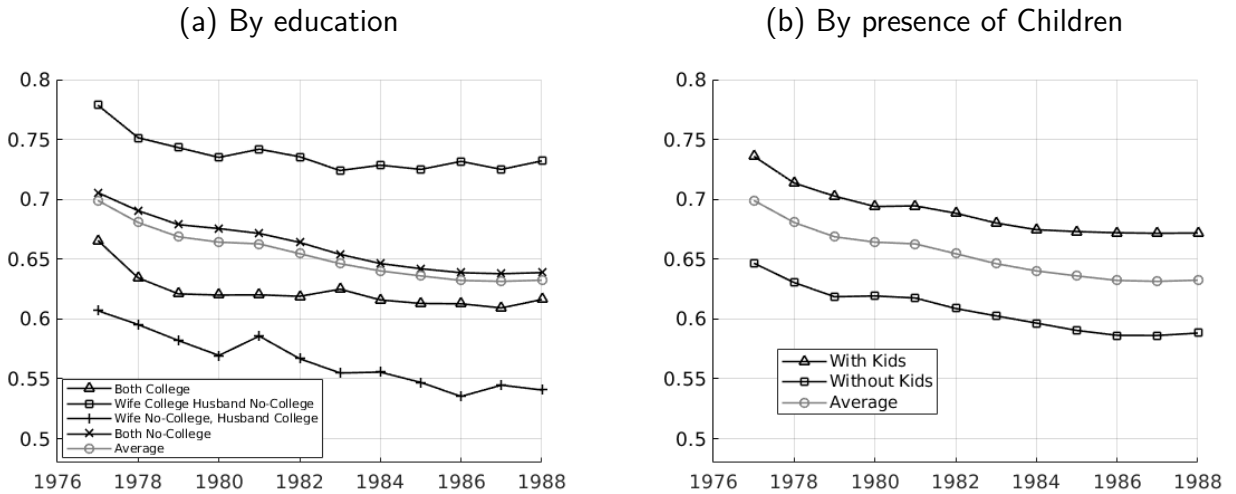 (a) By education
0.8
0.75
0.7
0.65
0.6
0.55
0.5
Both College
Wife College Husband No-College
Wife No-College, Husband College
Both No-College
Average
1976 1978 1980 1982 1984 1986 1988
(b) By presence of Children
0.8
0.75
0.7
0.65
0.6
0.55
0.5
With Kids
Without Kids
Average
1976 1978 1980 1982 1984 1986 1988